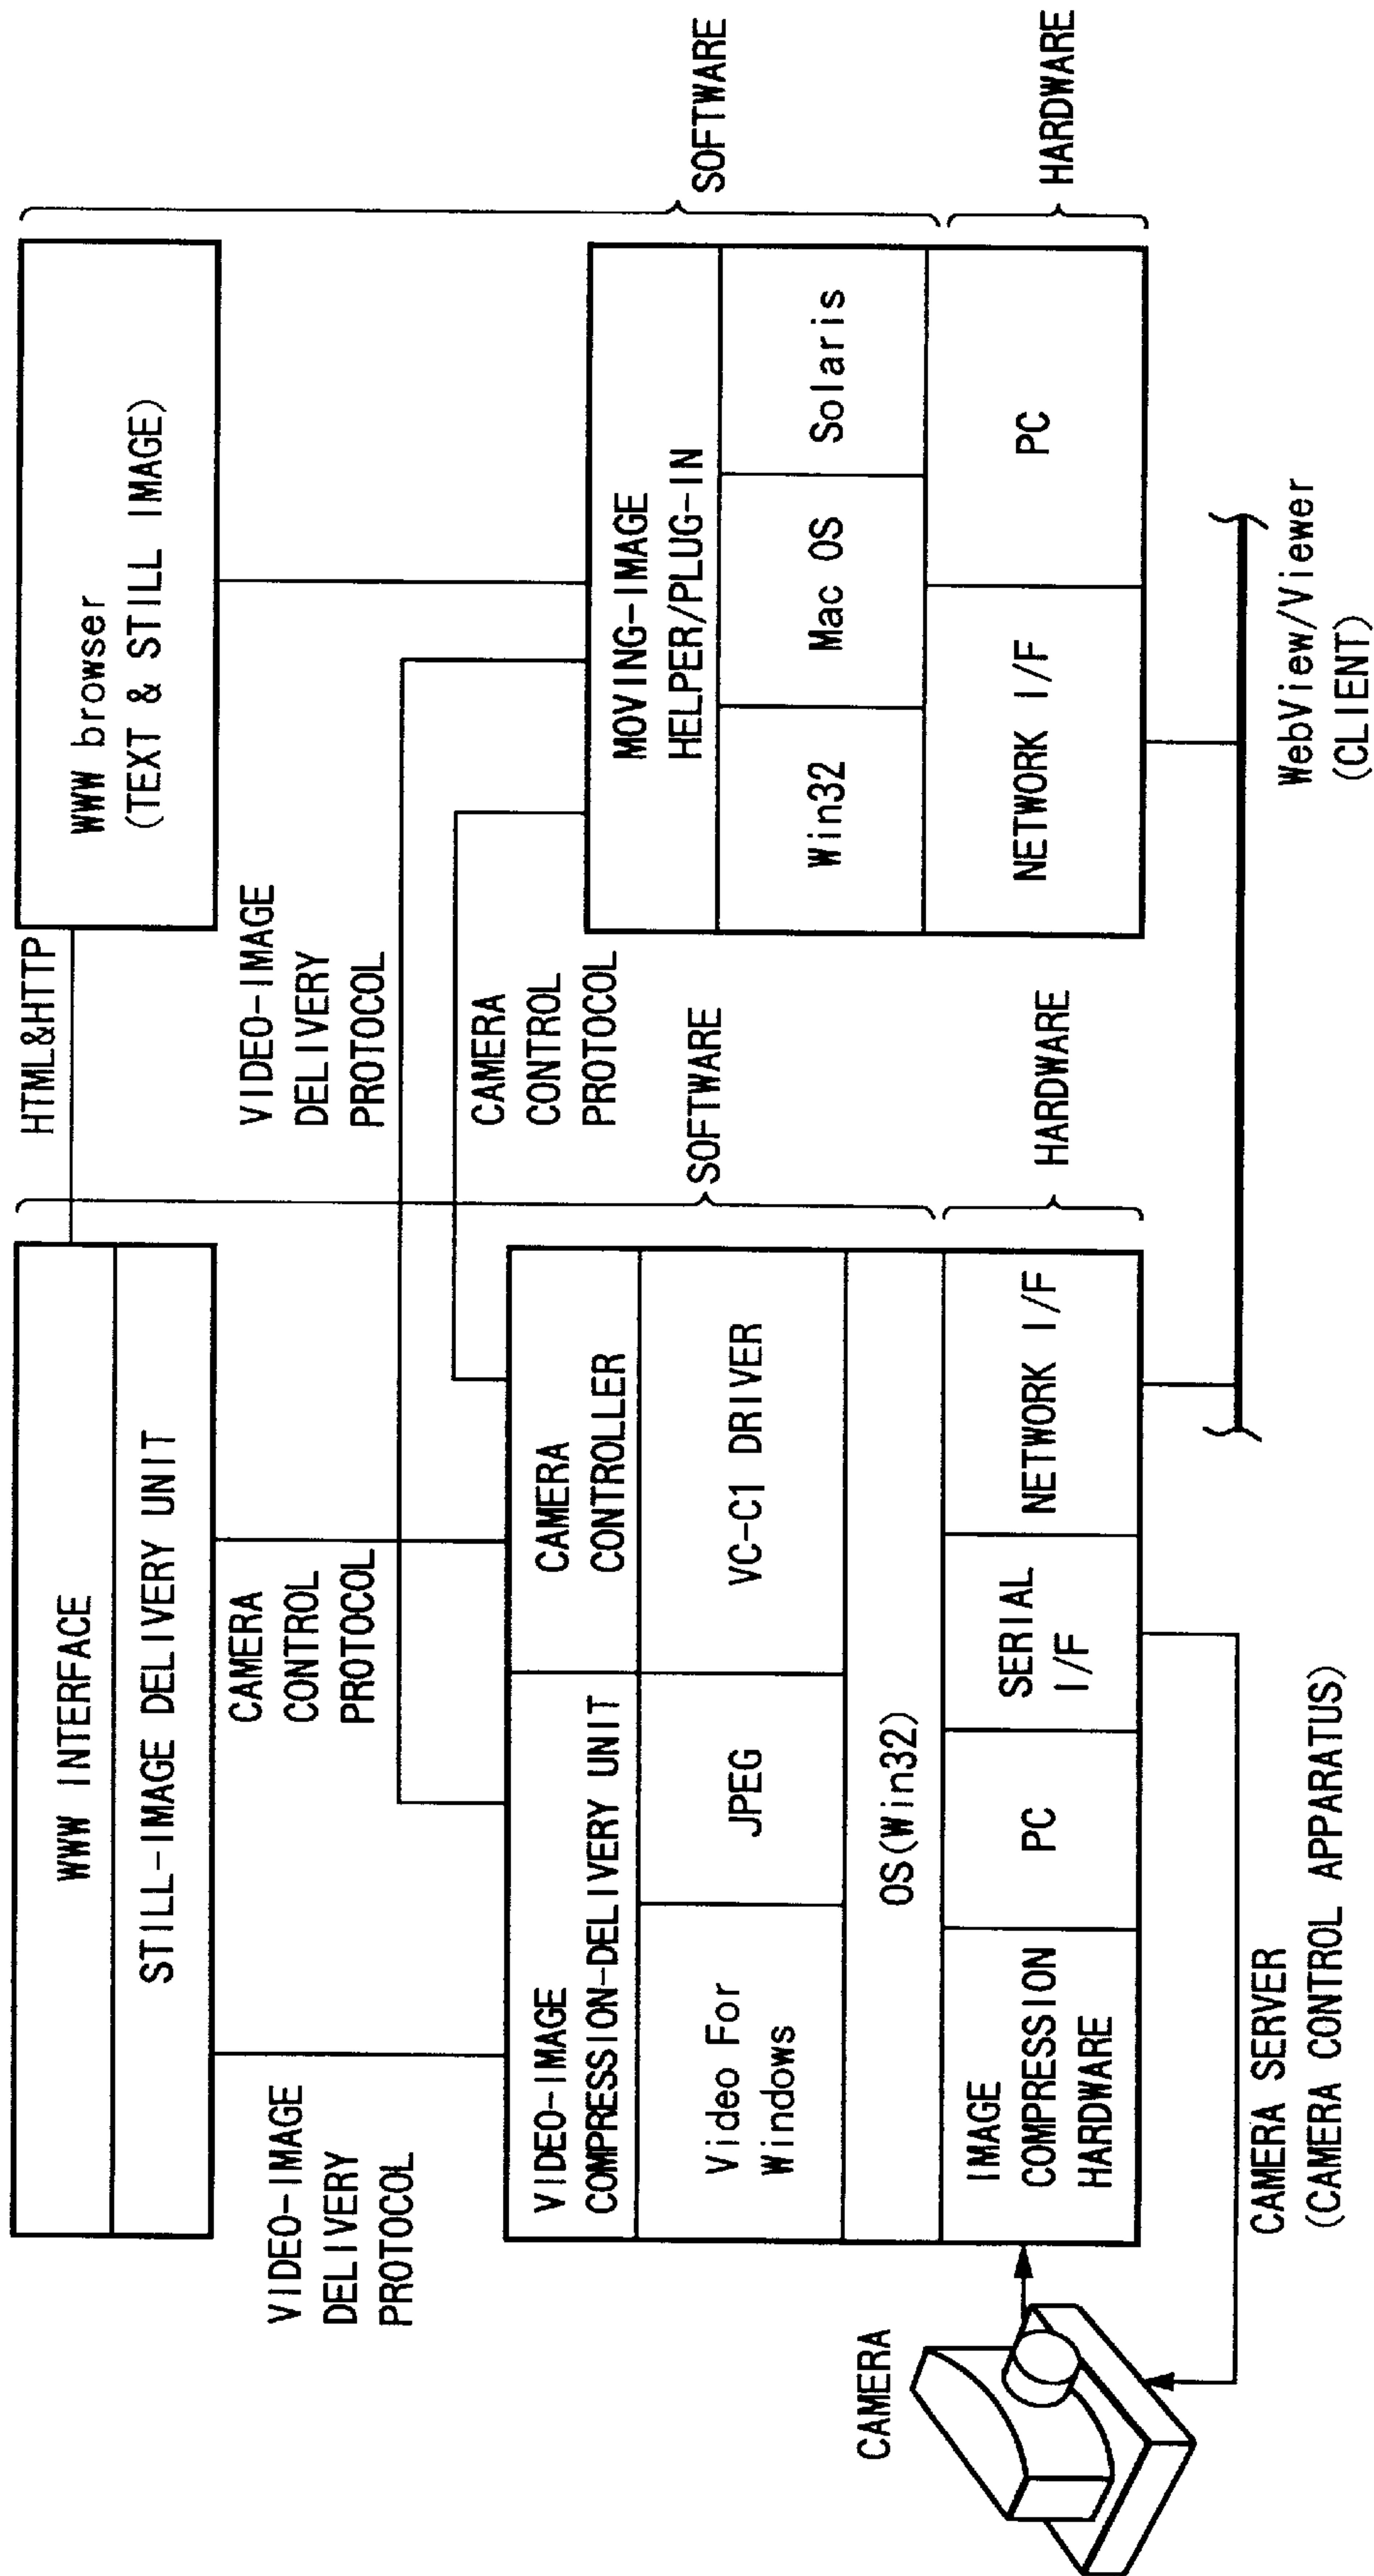 WWW INTERFACE
STILL-IMAGE DELIVERY UNIT
HTML&HTTP
WWW browser
(TEXT & STILL IMAGE)
VIDEO-IMAGE
DELIVERY
PROTOCOL
CAMERA
CONTROL
PROTOCOL
VIDEO-IMAGE
DELIVERY
PROTOCOL
CAMERA
CONTROL
PROTOCOL
SOFTWARE
SOFTWARE
VIDEO-IMAGE
COMPRESSION-DELIVERY UNIT
CAMERA
CONTROLLER
Video For
Windows
JPEG
VC-C1 DRIVER
OS(Win32)
IMAGE
COMPRESSION
HARDWARE
PC
SERIAL
I/F
NETWORK I/F
HARDWARE
MOVING-IMAGE
HELPER/PLUG-IN
Win32
Mac OS
Solaris
NETWORK I/F
PC
HARDWARE
CAMERA
CAMERA SERVER
(CAMERA CONTROL APPARATUS)
WebView/Viewer
(CLIENT)